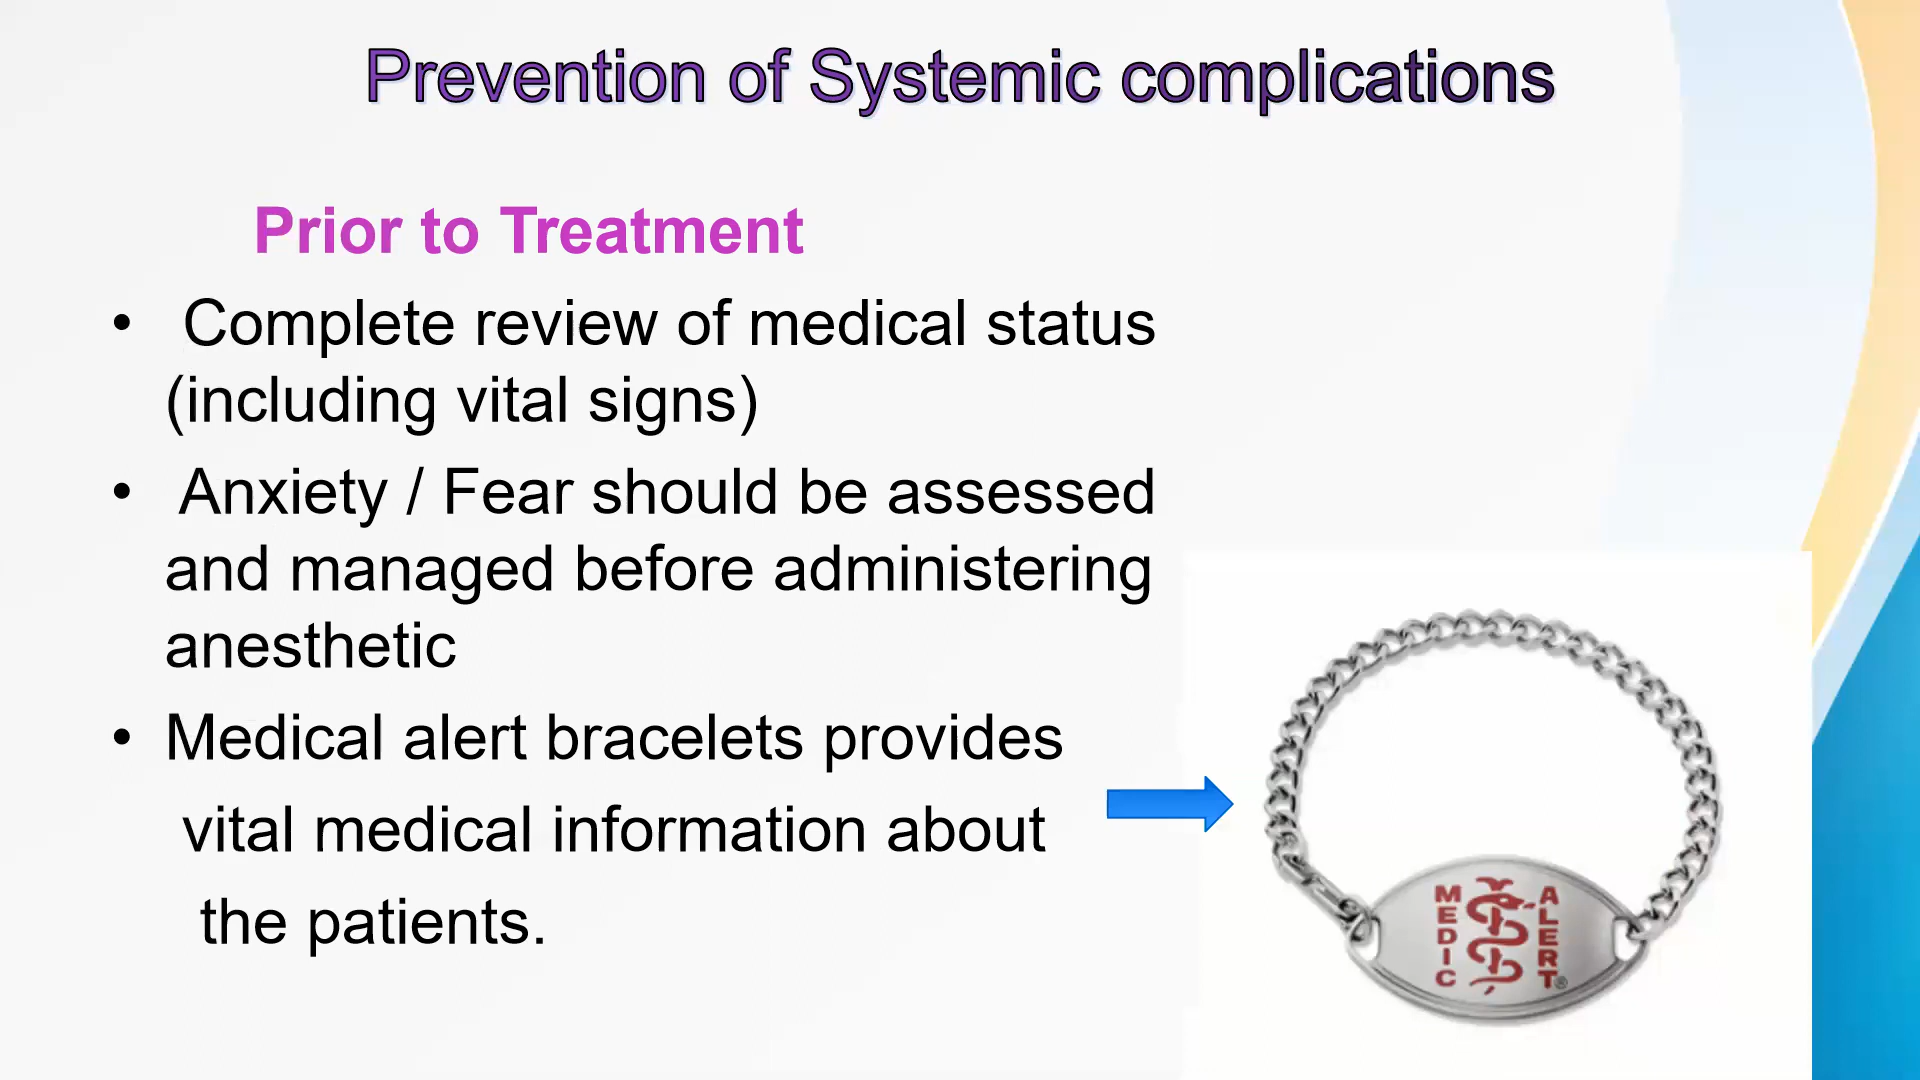 Prevention of Systemic complications
Prior to Treatment
• Complete review of medical status
(including vital signs)
• Anxiety / Fear should be assessed
and managed before administering
anesthetic
• Medical alert bracelets provides
vital medical information about
the patients.
MEDIC ALERT®